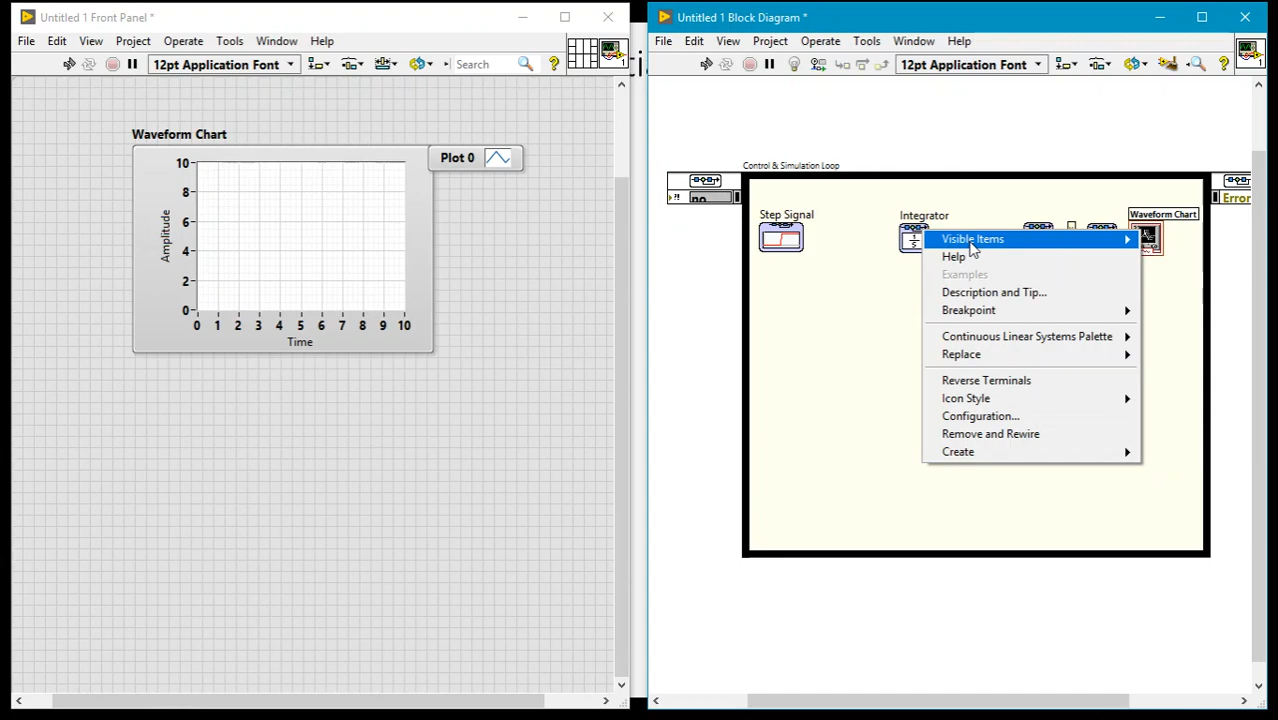 Untitled 1 Front Panel *
File Edit View Project Operate Tools Window Help
12pt Application Font
Search
?
1
Waveform Chart
Plot 0
10
8
6
4
2
0
Amplitude
0 1 2 3 4 5 6 7 8 9 10
Time
Untitled 1 Block Diagram *
File Edit View Project Operate Tools Window Help
12pt Application Font
?
1
Control & Simulation Loop
?!
no
Error
Step Signal
Integrator
Waveform Chart
1
s
Visible Items
Help
Examples
Description and Tip...
Breakpoint
Continuous Linear Systems Palette
Replace
Reverse Terminals
Icon Style
Configuration...
Remove and Rewire
Create